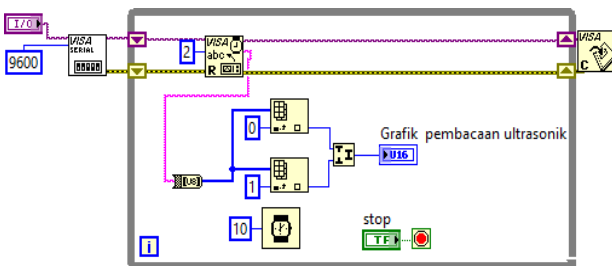 I/O
VISA
SERIAL
9600
2
VISA
abc
R
VISA
C
0
1
[U8]
Grafik pembacaan ultrasonik
U16
10
stop
TF
i